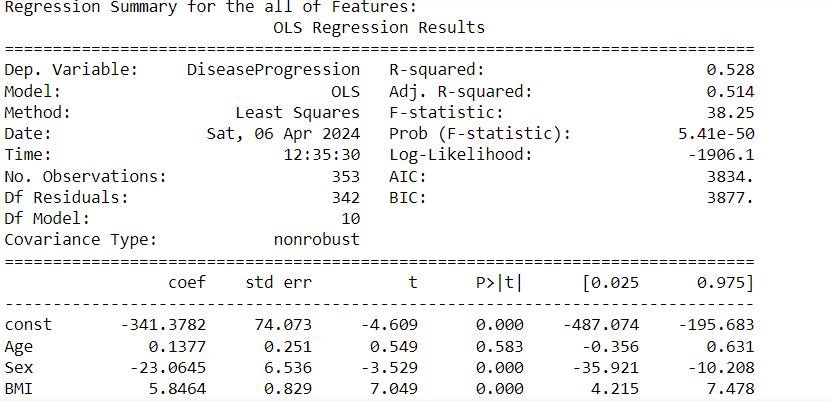 Regression Summary for the all of Features:
                            OLS Regression Results
==============================================================================
Dep. Variable:     DiseaseProgression   R-squared:                       0.528
Model:                            OLS   Adj. R-squared:                  0.514
Method:                 Least Squares   F-statistic:                     38.25
Date:                Sat, 06 Apr 2024   Prob (F-statistic):           5.41e-50
Time:                        12:35:30   Log-Likelihood:                -1906.1
No. Observations:                 353   AIC:                             3834.
Df Residuals:                     342   BIC:                             3877.
Df Model:                          10
Covariance Type:            nonrobust
==============================================================================
                 coef    std err          t      P>|t|      [0.025      0.975]
------------------------------------------------------------------------------
const       -341.3782     74.073     -4.609      0.000    -487.074    -195.683
Age            0.1377      0.251      0.549      0.583      -0.356       0.631
Sex          -23.0645      6.536     -3.529      0.000     -35.921     -10.208
BMI            5.8464      0.829      7.049      0.000       4.215       7.478